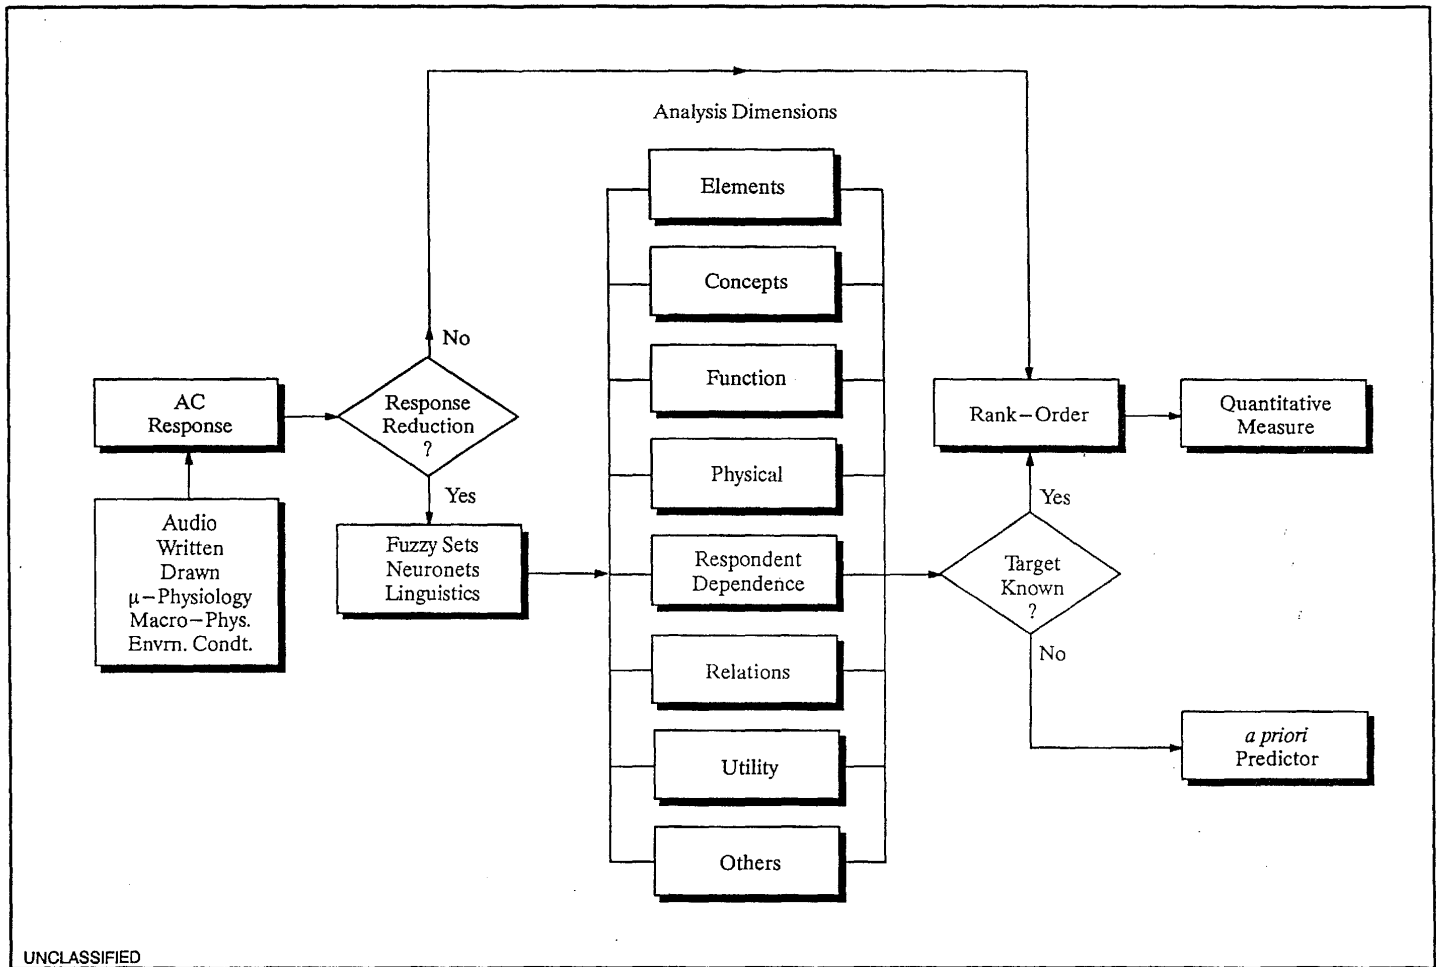 Analysis Dimensions
Elements
Concepts
No
AC
Response
Response
Reduction
?
Function
Rank–Order
Quantitative
Measure
Physical
Yes
Yes
Audio
Written
Drawn
μ–Physiology
Macro–Phys.
Envrn. Condt.
Fuzzy Sets
Neuronets
Linguistics
Respondent
Dependence
Target
Known
?
No
Relations
Utility
a priori
Predictor
Others
UNCLASSIFIED